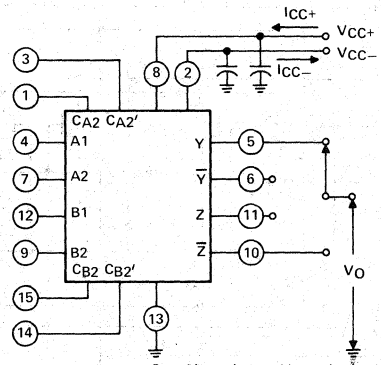 ICC+
VCC+
VCC−
ICC−
3
8
2
1
CA2 CA2'
4 A1
Y 5
7 A2
Y̅ 6
12 B1
Z 11
9 B2
Z̅ 10
CB2 CB2'
15
13
14
VO